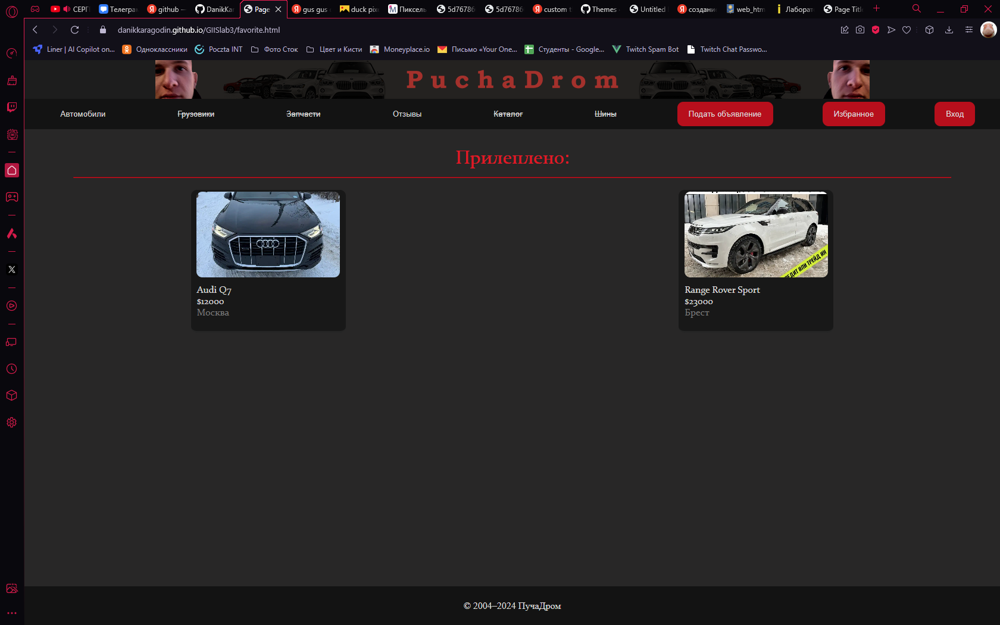 СЕРГ Телеграм github — DanikKar Page gus gus duck pixe Пиксель 5d76786 5d76786 custom t Themes Untitled создани web_htm Лаборат Page Title
danikkaragodin.github.io/GIISlab3/favorite.html
Liner | AI Copilot on... Одноклассники Poczta INT Фото Сток Цвет и Кисти Moneyplace.io Письмо «Your One... Студенты - Google... Twitch Spam Bot Twitch Chat Passwo...
PuchaDrom
Автомобили Грузовики Запчасти Отзывы Каталог Шины Подать объявление Избранное Вход
Прилеплено:
Audi Q7
$12000
Москва
ЕДИТ ИЛИ ТРЕЙД ИН
Range Rover Sport
$23000
Брест
© 2004–2024 ПучаДром